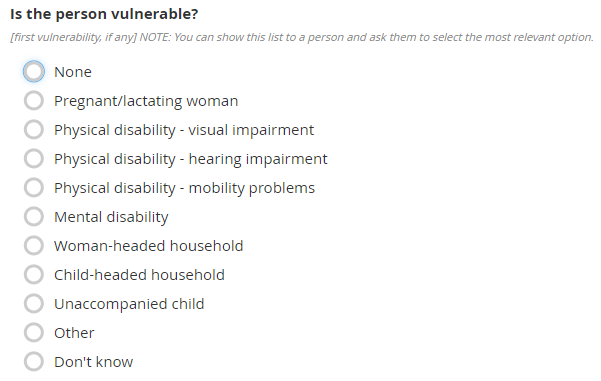 Is the person vulnerable?
[first vulnerability, if any] NOTE: You can show this list to a person and ask them to select the most relevant option.
None
Pregnant/lactating woman
Physical disability - visual impairment
Physical disability - hearing impairment
Physical disability - mobility problems
Mental disability
Woman-headed household
Child-headed household
Unaccompanied child
Other
Don't know